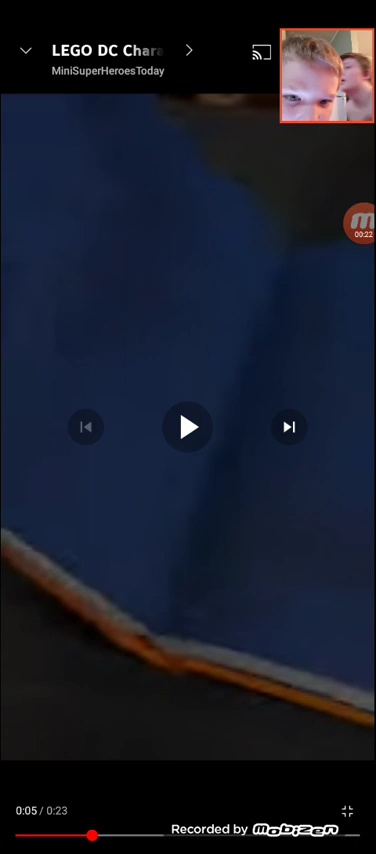 LEGO DC Chara
MiniSuperHeroesToday
00:22
0:05 / 0:23
Recorded by mobizen